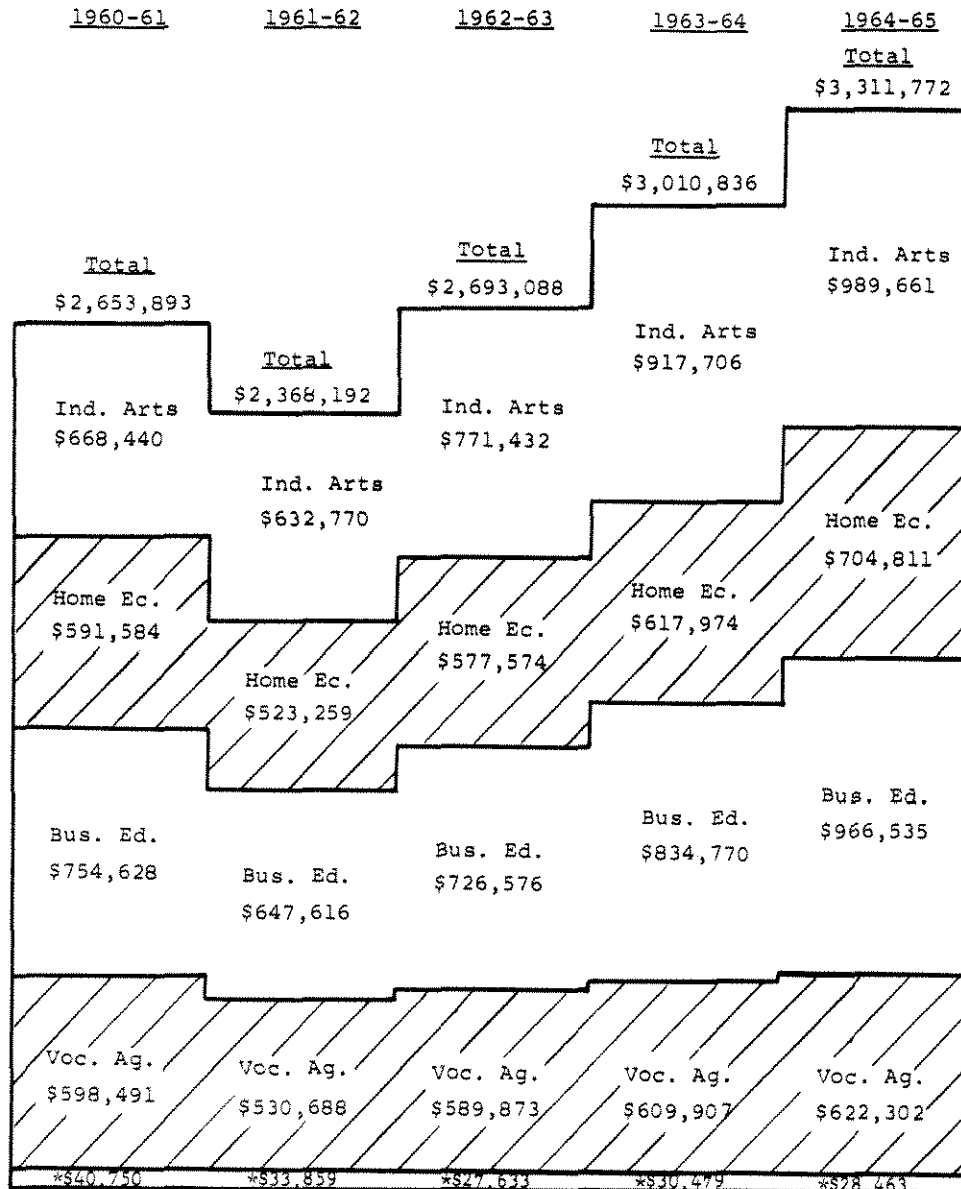 1960-61 1961-62 1962-63 1963-64 1964-65
Total
$3,311,772
Total
$3,010,836
Total
$2,693,088
Total
$2,653,893
Total
$2,368,192
Ind. Arts
$989,661
Ind. Arts
$917,706
Ind. Arts
$771,432
Ind. Arts
$668,440
Ind. Arts
$632,770
Home Ec.
$704,811
Home Ec.
$617,974
Home Ec.
$577,574
Home Ec.
$591,584
Home Ec.
$523,259
Bus. Ed.
$966,535
Bus. Ed.
$834,770
Bus. Ed.
$726,576
Bus. Ed.
$754,628
Bus. Ed.
$647,616
Voc. Ag.
$598,491
Voc. Ag.
$530,688
Voc. Ag.
$589,873
Voc. Ag.
$609,907
Voc. Ag.
$622,302
*$40,750 *$33,859 *$27,633 *$30,479 *$28,463